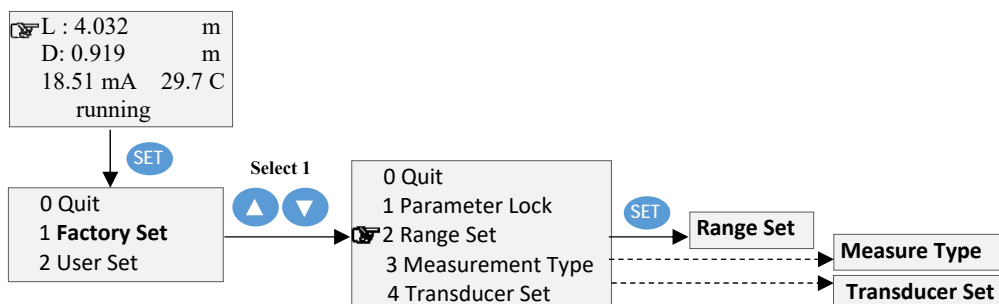 L : 4.032 m
D: 0.919 m
18.51 mA 29.7 C
running
SET
0 Quit
1 Factory Set
2 User Set
Select 1
0 Quit
1 Parameter Lock
2 Range Set
3 Measurement Type
4 Transducer Set
SET
Range Set
Measure Type
Transducer Set